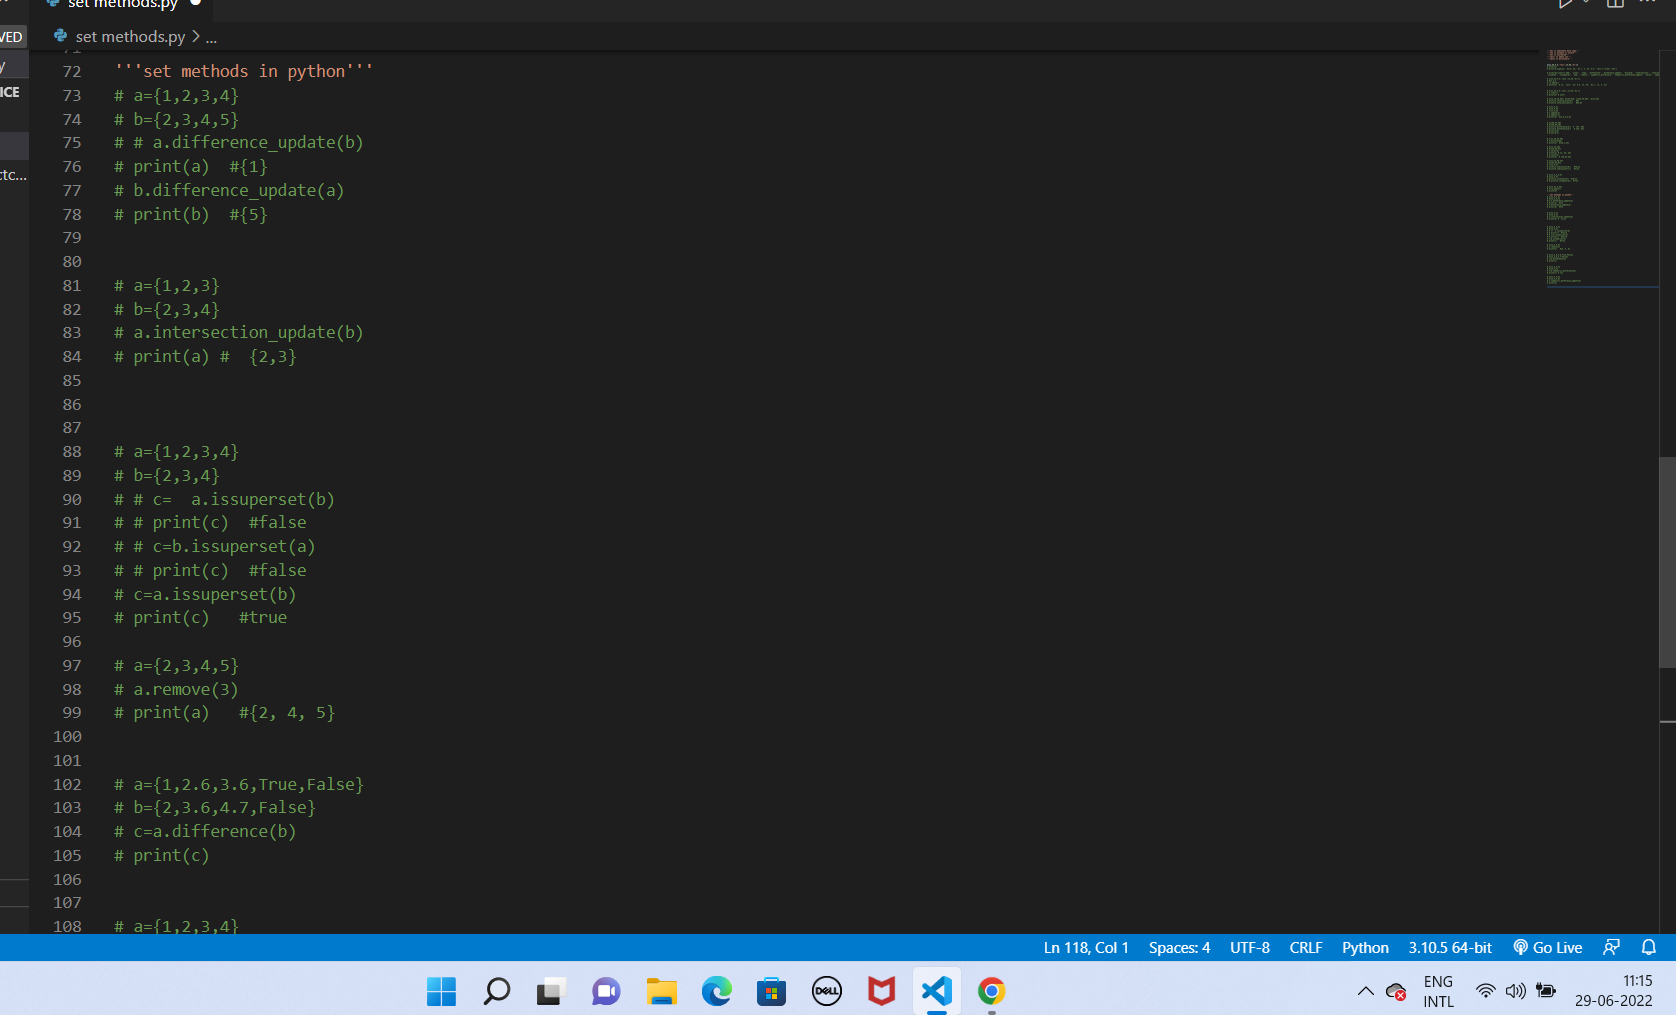 set methods.py
VED
set methods.py > ...
y
71
72 '''set methods in python'''
ICE
73 # a={1,2,3,4}
74 # b={2,3,4,5}
75 # # a.difference_update(b)
76 # print(a)  #{1}
ctc...
77 # b.difference_update(a)
78 # print(b)  #{5}
79
80
81 # a={1,2,3}
82 # b={2,3,4}
83 # a.intersection_update(b)
84 # print(a) #  {2,3}
85
86
87
88 # a={1,2,3,4}
89 # b={2,3,4}
90 # # c=  a.issuperset(b)
91 # # print(c)  #false
92 # # c=b.issuperset(a)
93 # # print(c)  #false
94 # c=a.issuperset(b)
95 # print(c)   #true
96
97 # a={2,3,4,5}
98 # a.remove(3)
99 # print(a)   #{2, 4, 5}
100
101
102 # a={1,2.6,3.6,True,False}
103 # b={2,3.6,4.7,False}
104 # c=a.difference(b)
105 # print(c)
106
107
108 # a={1,2,3,4}
Ln 118, Col 1 Spaces: 4 UTF-8 CRLF Python 3.10.5 64-bit Go Live
DELL
ENG
INTL
11:15
29-06-2022